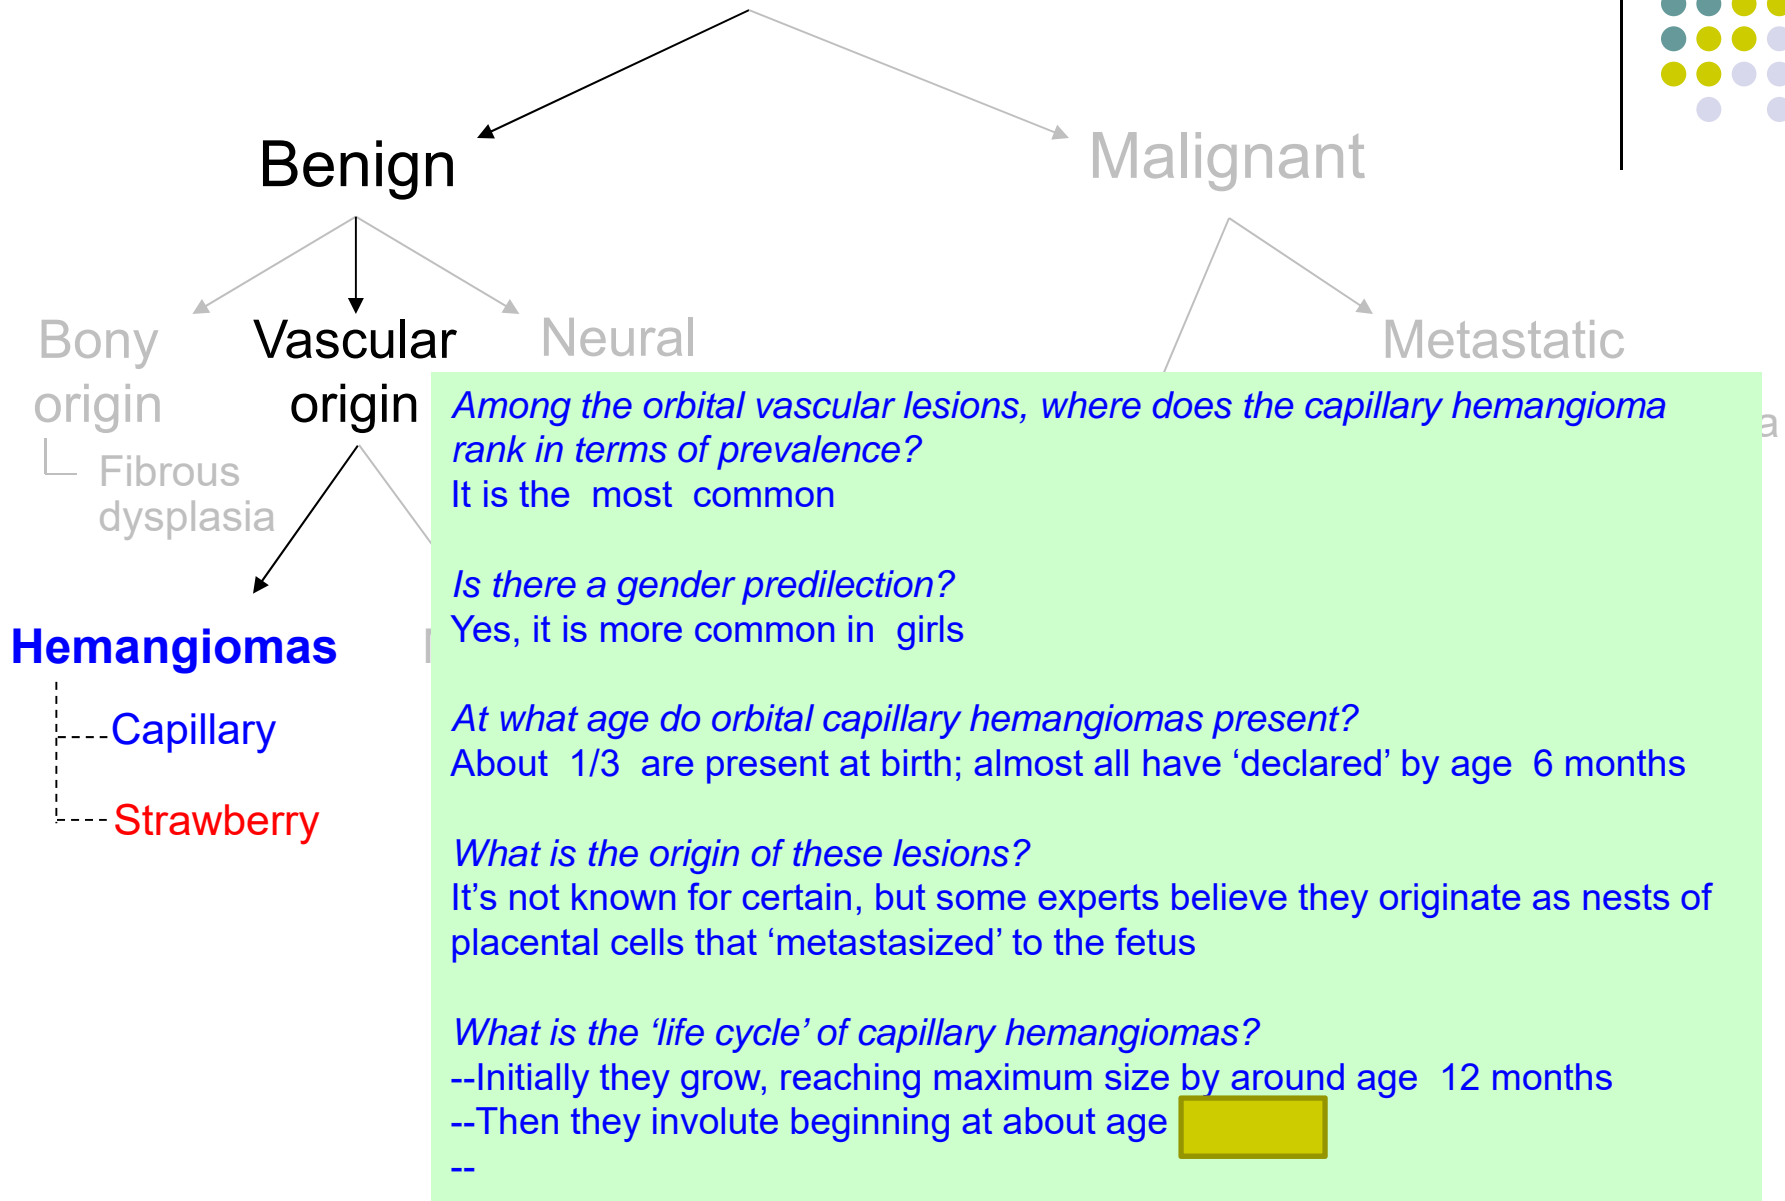 Benign
Malignant
Bony
origin
Vascular
origin
Neural
Metastatic
Fibrous
dysplasia
Hemangiomas
Capillary
Strawberry
Among the orbital vascular lesions, where does the capillary hemangioma
rank in terms of prevalence?
It is the most common
Is there a gender predilection?
Yes, it is more common in girls
At what age do orbital capillary hemangiomas present?
About 1/3 are present at birth; almost all have ‘declared’ by age 6 months
What is the origin of these lesions?
It’s not known for certain, but some experts believe they originate as nests of
placental cells that ‘metastasized’ to the fetus
What is the ‘life cycle’ of capillary hemangiomas?
--Initially they grow, reaching maximum size by around age 12 months
--Then they involute beginning at about age
--